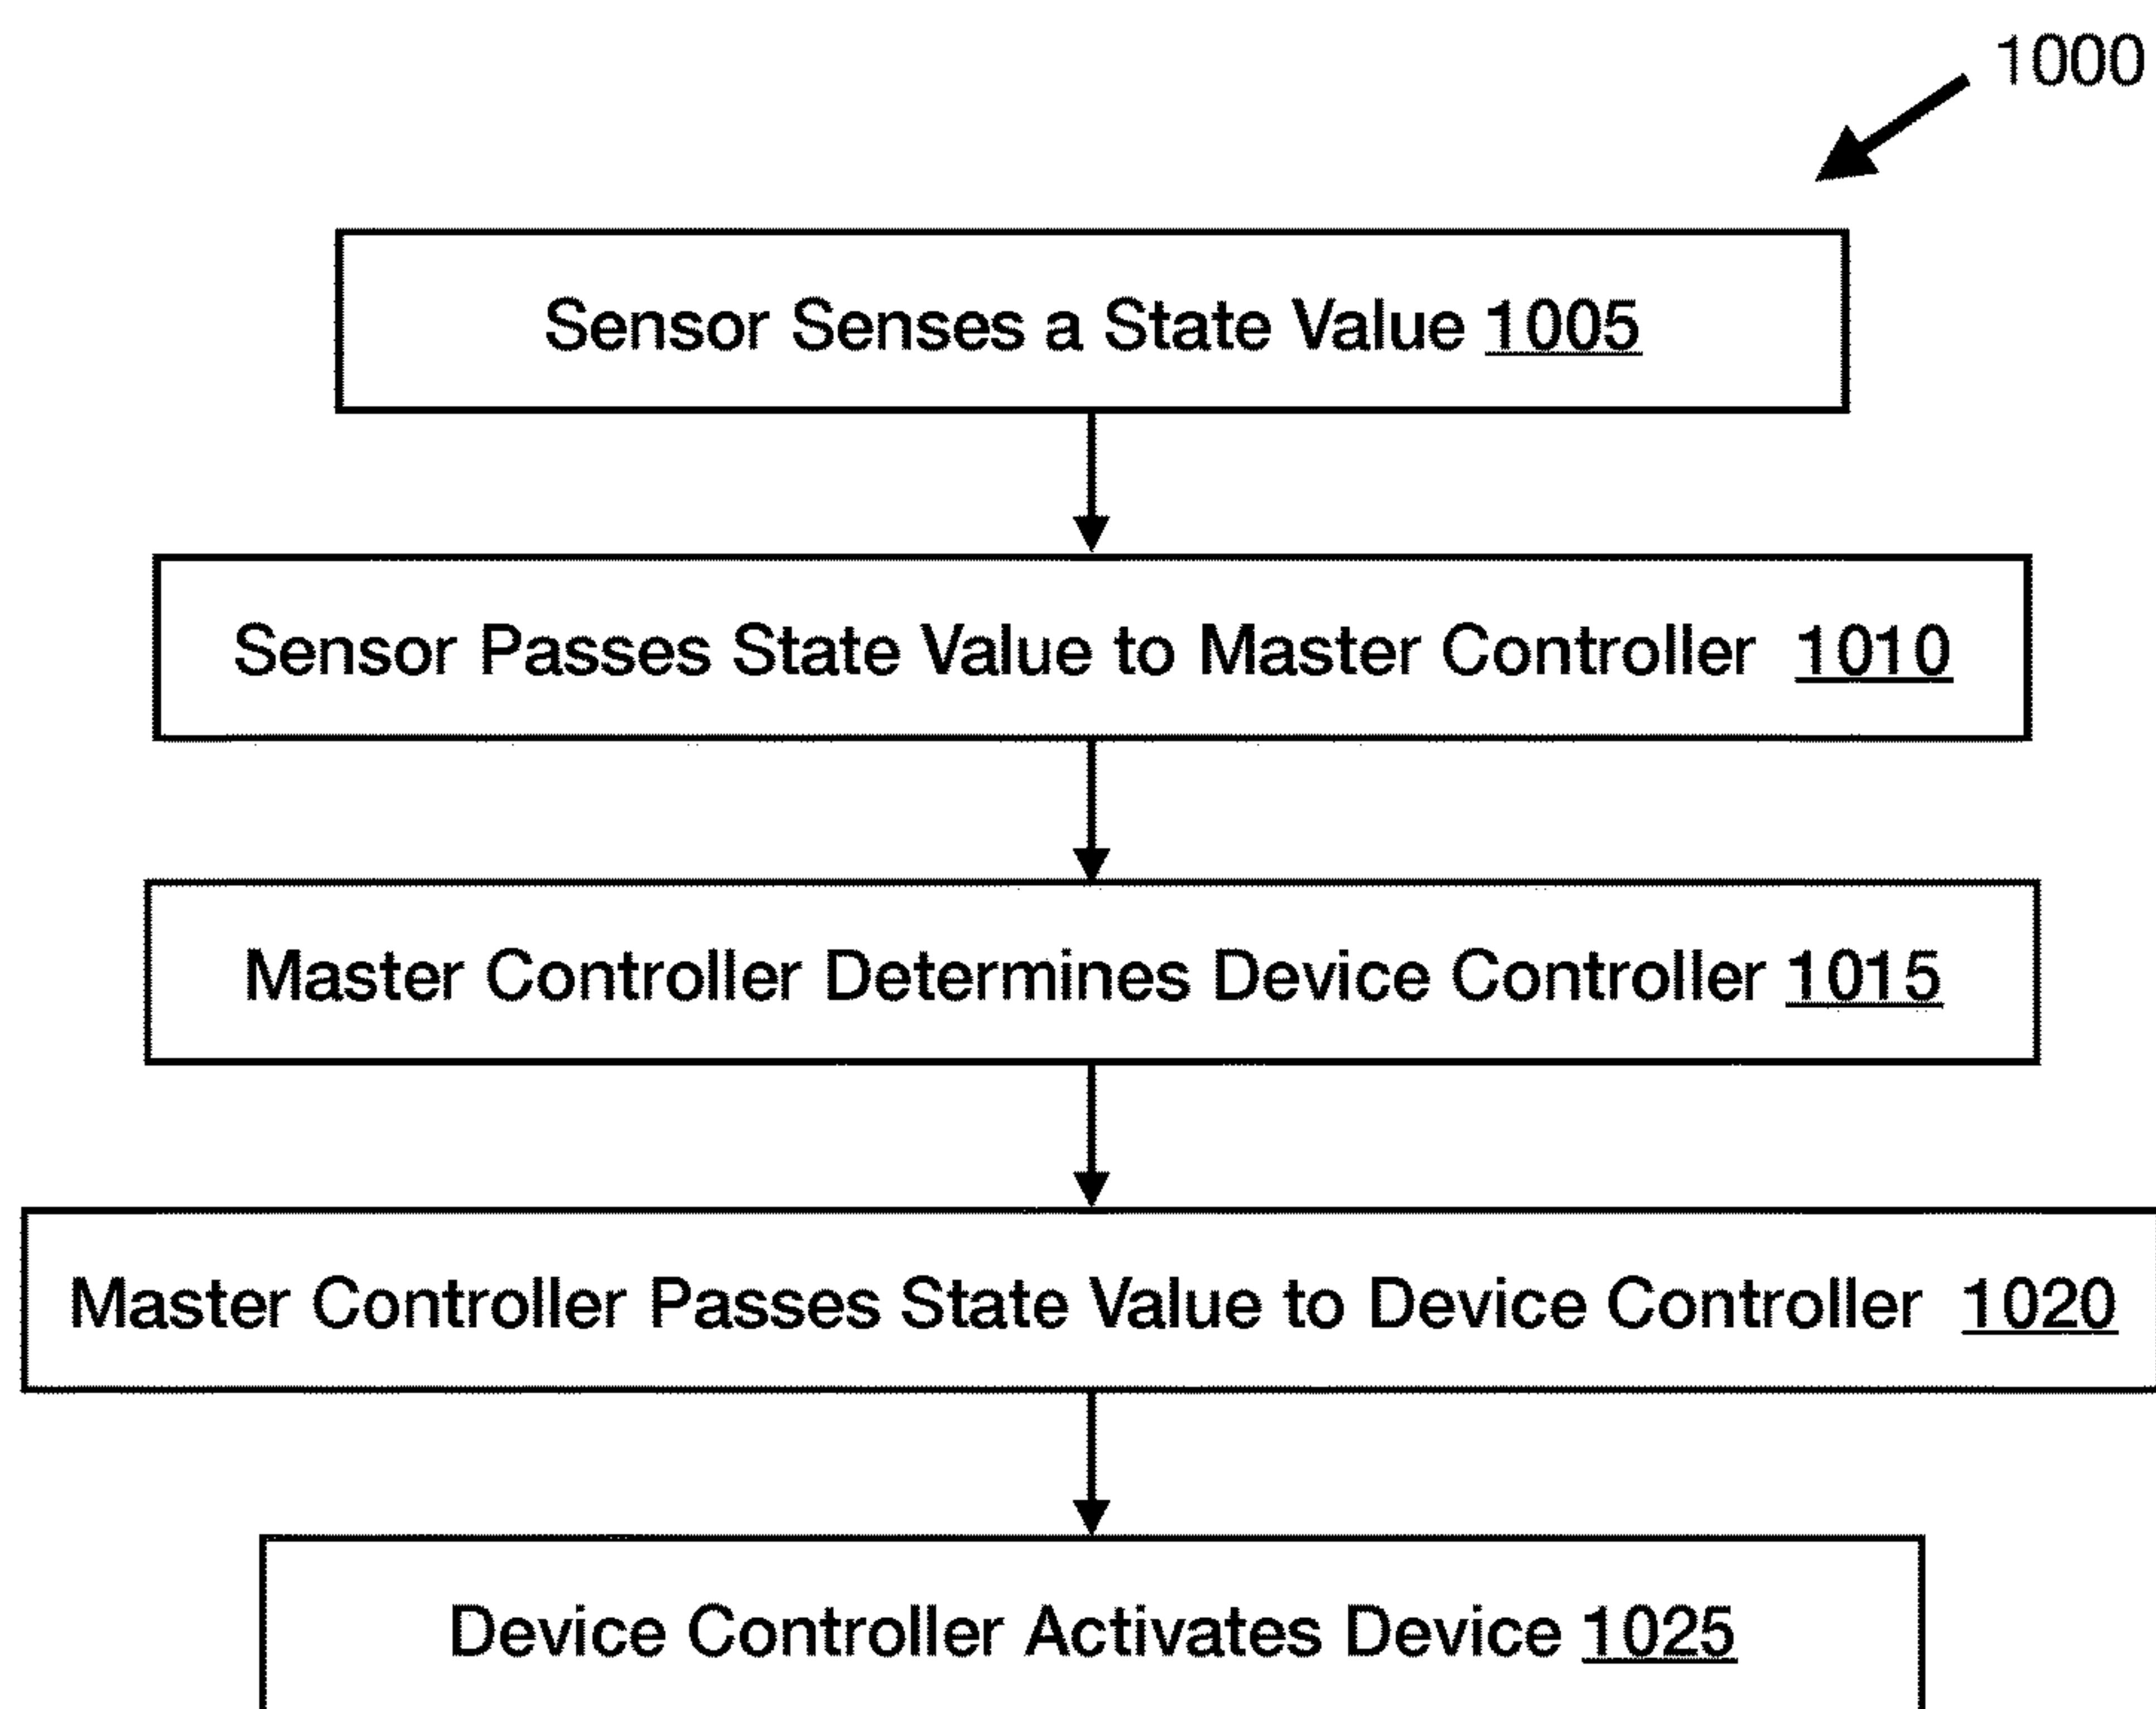 1000
Sensor Senses a State Value 1005
Sensor Passes State Value to Master Controller 1010
Master Controller Determines Device Controller 1015
Master Controller Passes State Value to Device Controller 1020
Device Controller Activates Device 1025